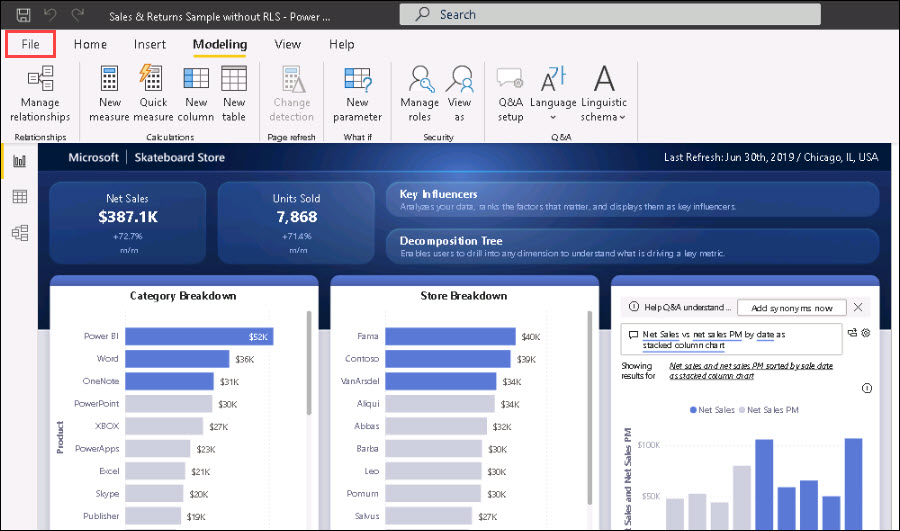 Sales & Returns Sample without RLS - Power ...
Search
File Home Insert Modeling View Help
Manage relationships
New measure
Quick measure
New column
New table
Change detection
New parameter
Manage roles
View as
Q&A setup
Language
Linguistic schema
Relationships
Calculations
Page refresh
What if
Security
Q&A
Microsoft | Skateboard Store
Last Refresh: Jun 30th, 2019 / Chicago, IL, USA
Net Sales
$387.1K
+72.7%
m/m
Units Sold
7,868
+71.4%
m/m
Key Influencers
Analyzes your data, ranks the factors that matter, and displays them as key influencers.
Decomposition Tree
Enables users to drill into any dimension to understand what is driving a key metric.
Category Breakdown
Product
Power BI $52K
Word $36K
OneNote $31K
PowerPoint $30K
XBOX $27K
PowerApps $23K
Excel $21K
Skype $20K
Publisher $19K
Store Breakdown
Fama $40K
Contoso $39K
VanArsdel $34K
Aliqui $34K
Abbas $32K
Barba $30K
Leo $30K
Pomum $30K
Salvus $27K
Help Q&A understand ...
Add synonyms now
Net Sales vs net sales PM by date as
stacked column chart
Showing
results for
Net sales and net sales PM sorted by sale date
as stacked column chart
Net Sales Net Sales PM
Net Sales and Net Sales PM
$100K
$50K